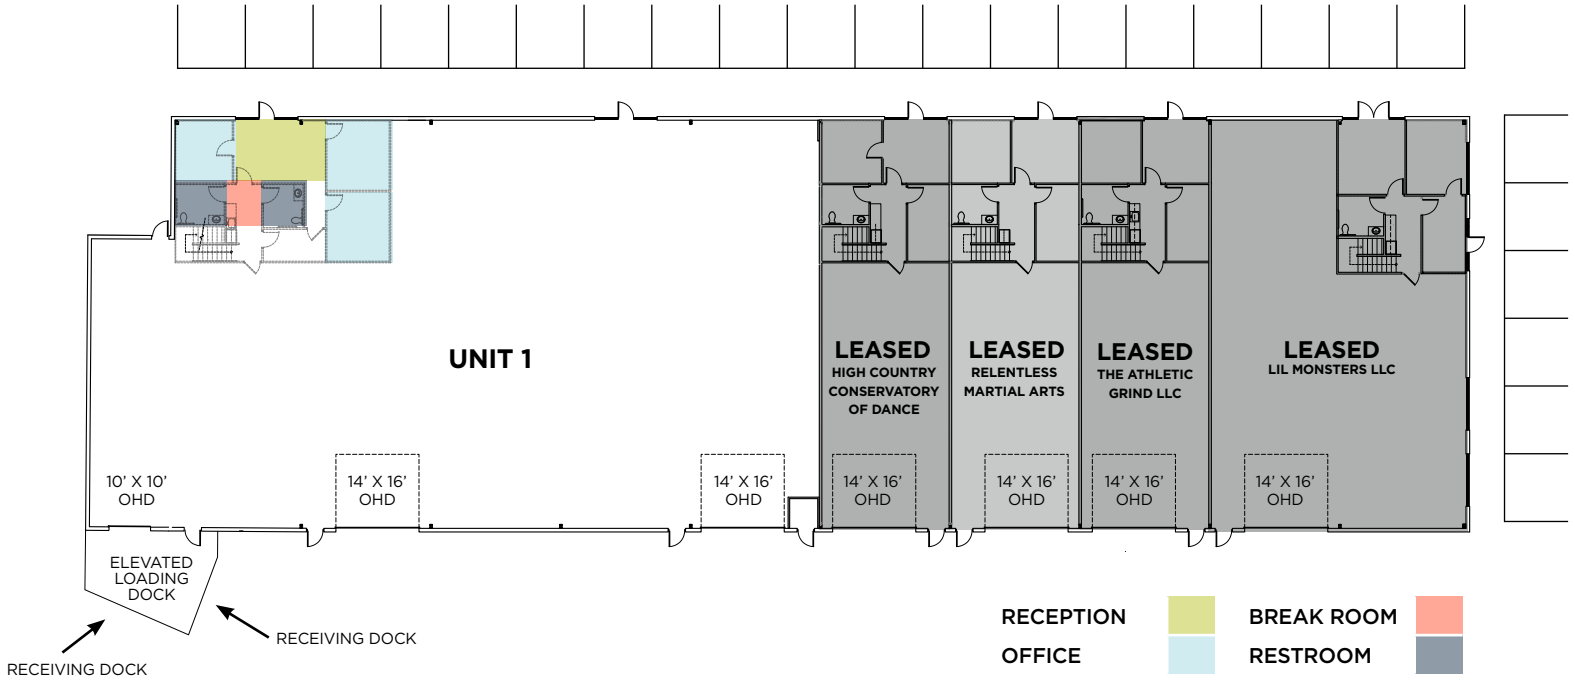 UNIT 1
LEASED
HIGH COUNTRY
CONSERVATORY
OF DANCE
LEASED
RELENTLESS
MARTIAL ARTS
LEASED
THE ATHLETIC
GRIND LLC
LEASED
LIL MONSTERS LLC
10’ X 10’
OHD
14’ X 16’
OHD
14’ X 16’
OHD
14’ X 16’
OHD
14’ X 16’
OHD
14’ X 16’
OHD
14’ X 16’
OHD
ELEVATED
LOADING
DOCK
RECEIVING DOCK
RECEIVING DOCK
RECEPTION
OFFICE
BREAK ROOM
RESTROOM